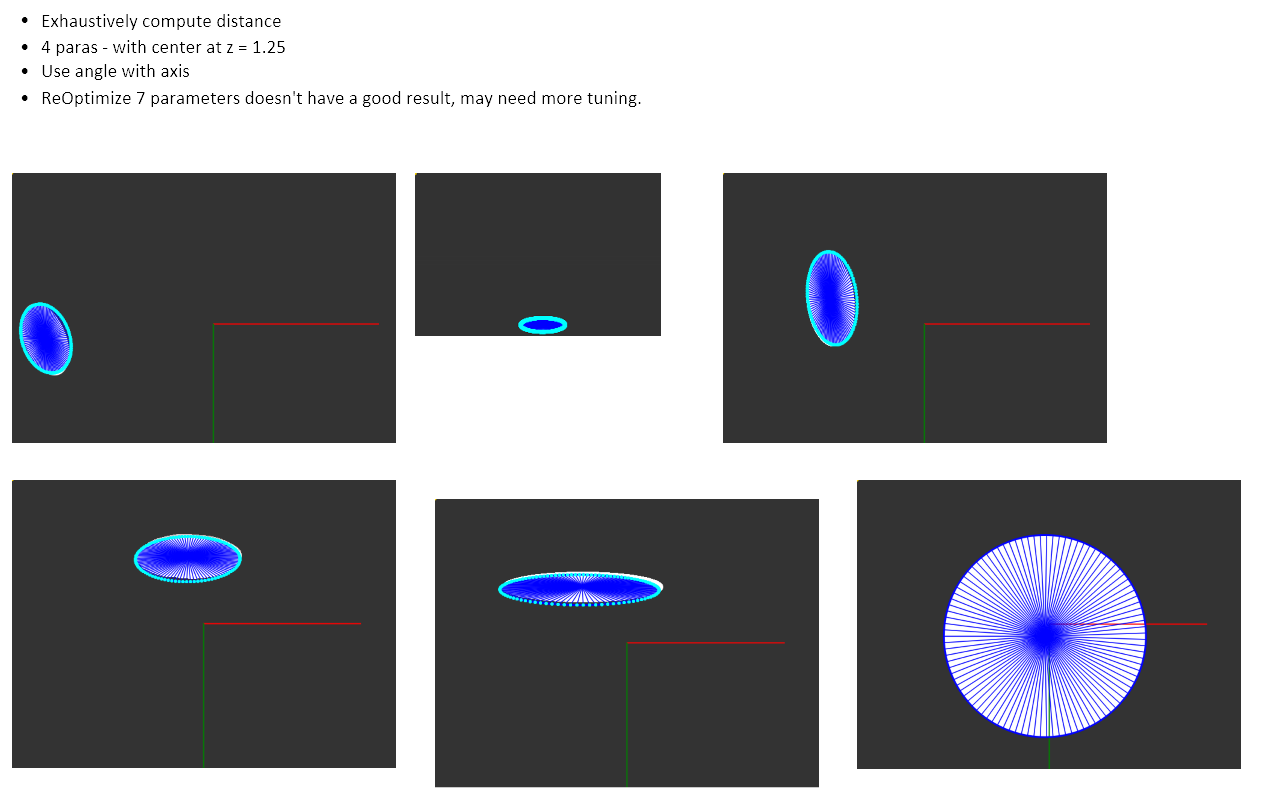 • Exhaustively compute distance
• 4 paras - with center at z = 1.25
• Use angle with axis
• ReOptimize 7 parameters doesn't have a good result, may need more tuning.